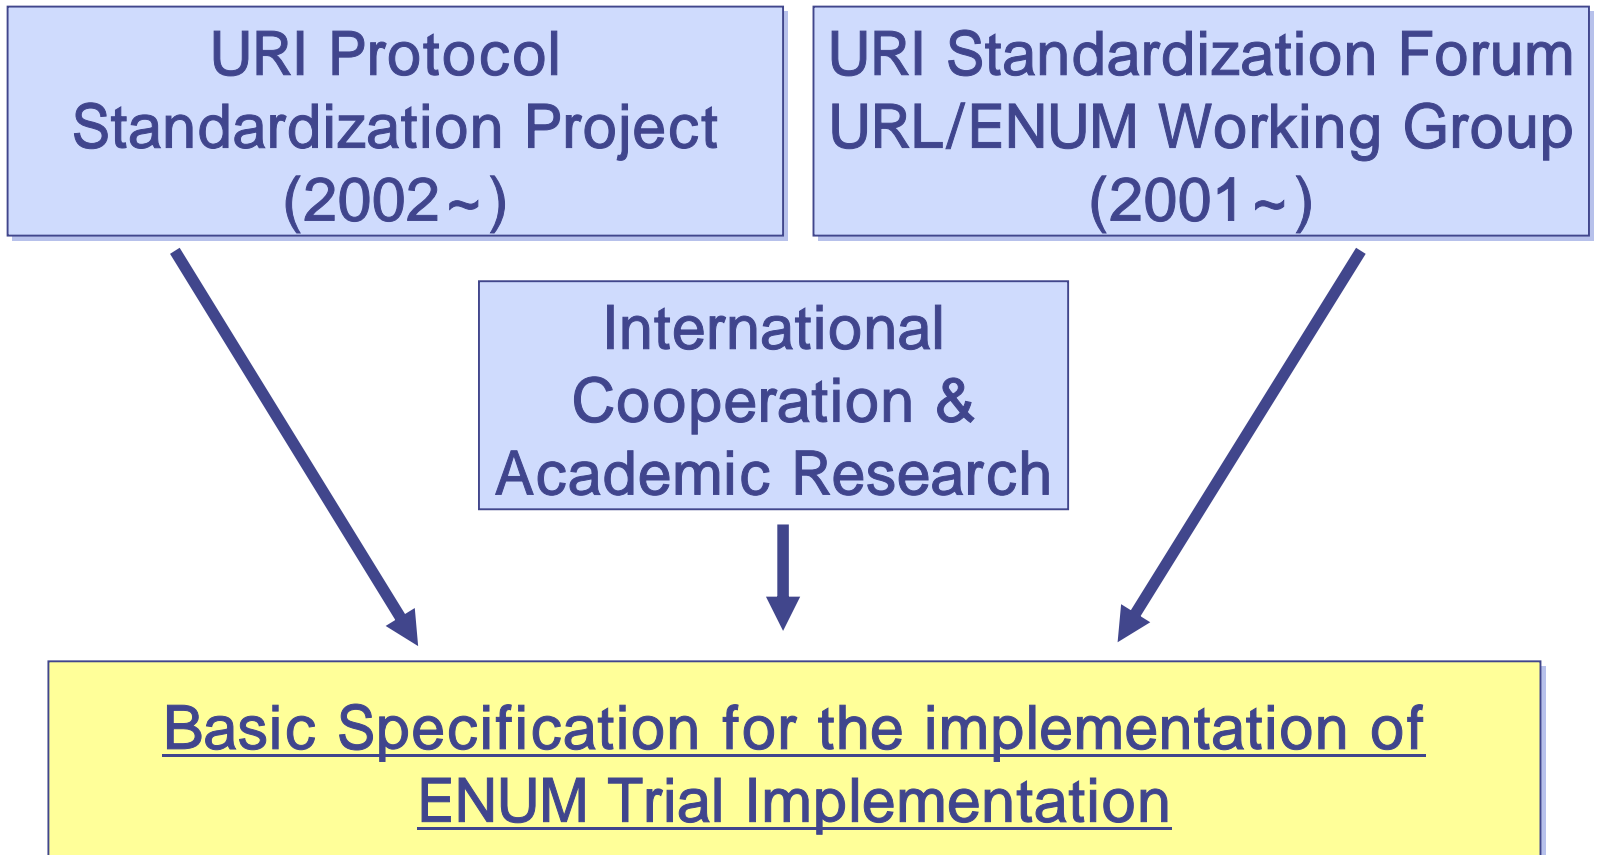 URI Protocol
Standardization Project
(2002~)
URI Standardization Forum
URL/ENUM Working Group
(2001~)
International
Cooperation &
Academic Research
Basic Specification for the implementation of
ENUM Trial Implementation